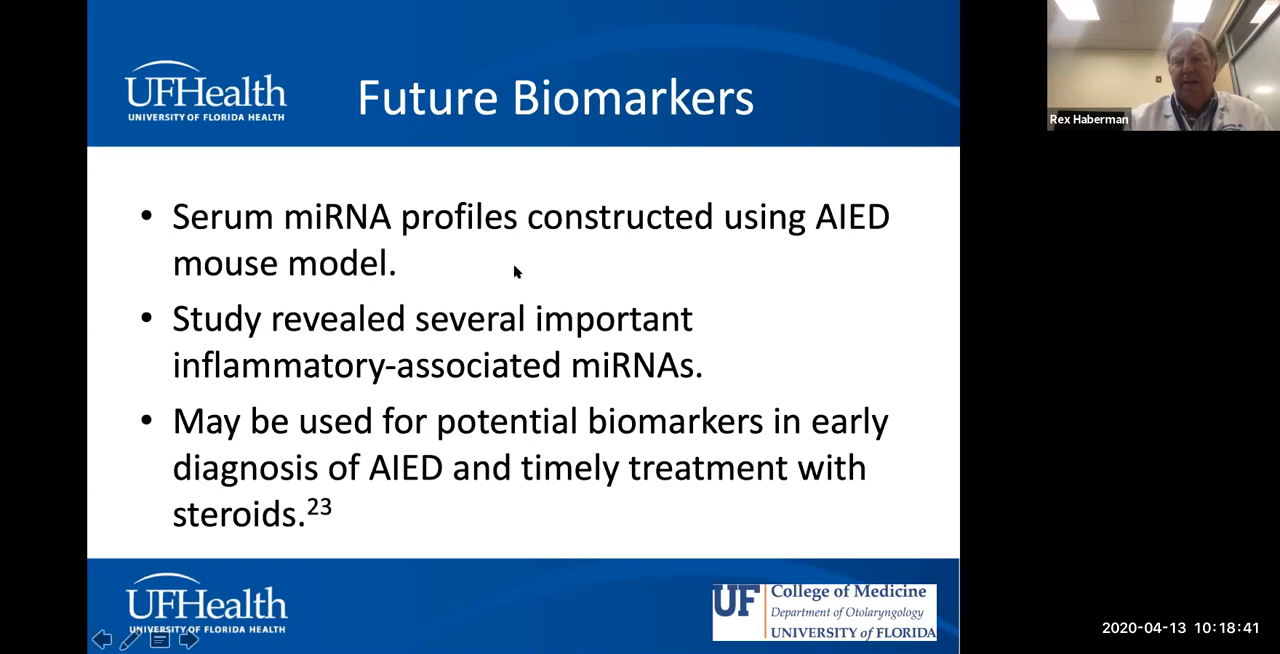 UFHealth
UNIVERSITY OF FLORIDA HEALTH
Future Biomarkers
Rex Haberman
• Serum miRNA profiles constructed using AIED
mouse model.
• Study revealed several important
inflammatory-associated miRNAs.
• May be used for potential biomarkers in early
diagnosis of AIED and timely treatment with
steroids.23
UFHealth
UNIVERSITY OF FLORIDA HEALTH
UF
College of Medicine
Department of Otolaryngology
UNIVERSITY of FLORIDA
2020-04-13 10:18:41